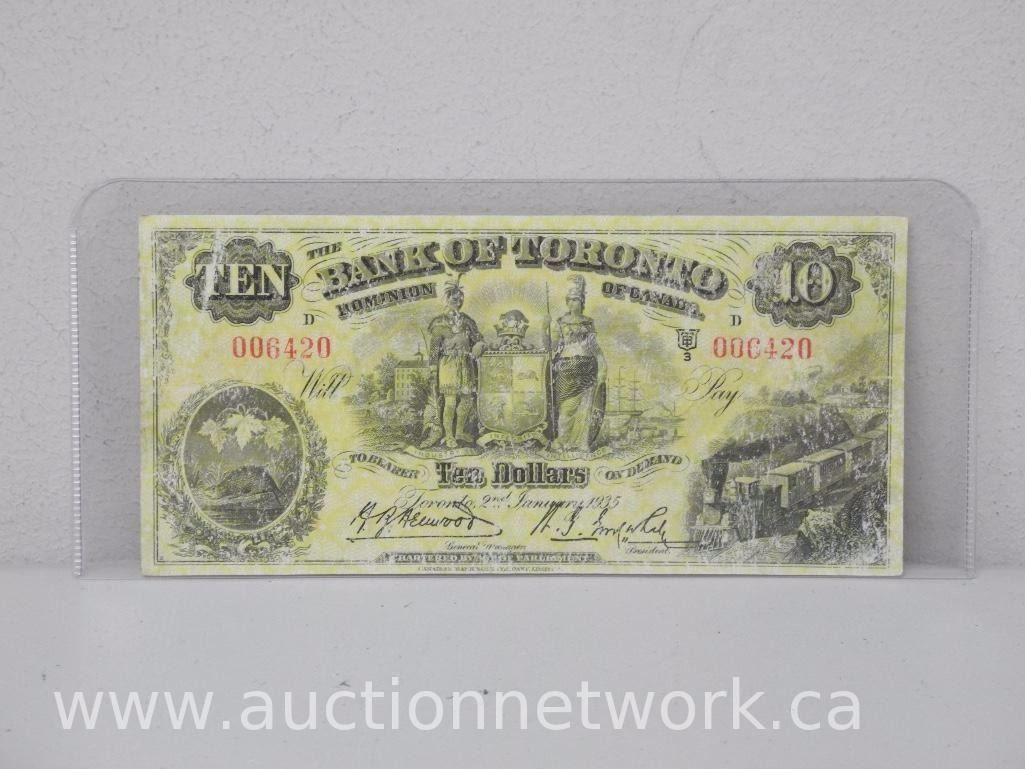 TEN
THE
BANK OF TORONTO
10
DOMINION OF CANADA
D
D
006420
3
006420
Will
Pay
TO BEARER
Ten Dollars
ON DEMAND
Toronto, 2nd January, 1935
General Manager
President
CHARTERED BY ACT OF PARLIAMENT
www.auctionnetwork.ca